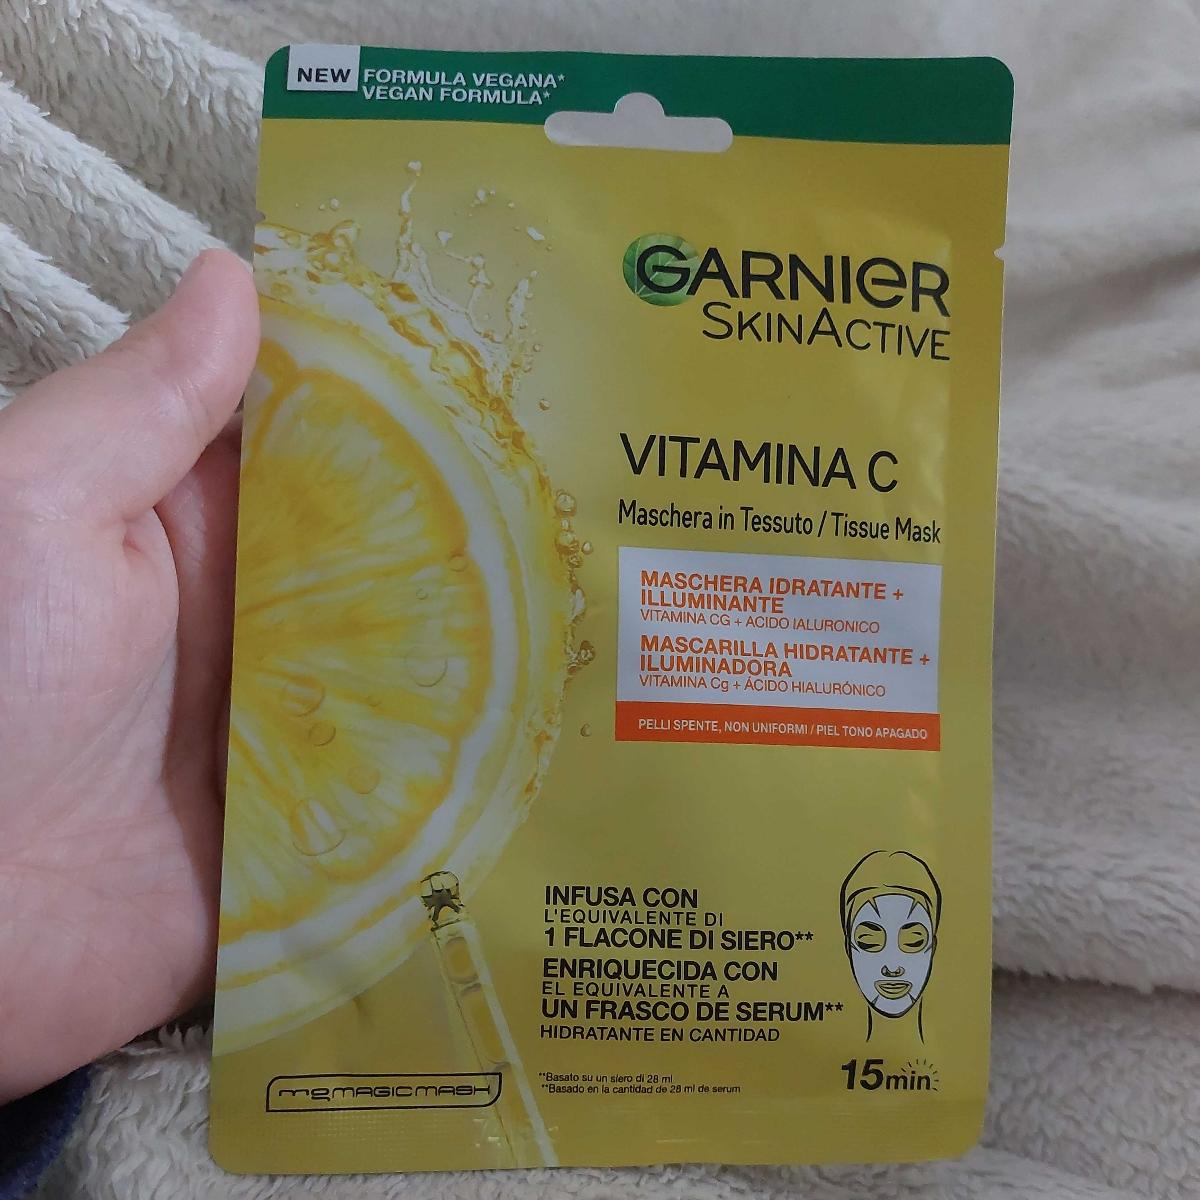 NEW
FORMULA VEGANA*
VEGAN FORMULA*
GARNIER
SKINACTIVE
VITAMINA C
Maschera in Tessuto / Tissue Mask
MASCHERA IDRATANTE +
ILLUMINANTE
VITAMINA CG + ACIDO IALURONICO
MASCARILLA HIDRATANTE +
ILUMINADORA
VITAMINA Cg + ÁCIDO HIALURÓNICO
PELLI SPENTE, NON UNIFORMI / PIEL TONO APAGADO
INFUSA CON
L'EQUIVALENTE DI
1 FLACONE DI SIERO**
ENRIQUECIDA CON
EL EQUIVALENTE A
UN FRASCO DE SERUM**
HIDRATANTE EN CANTIDAD
15min
**Basato su un siero di 28 ml
**Basado en la cantidad de 28 ml de serum
MAGIC MASK